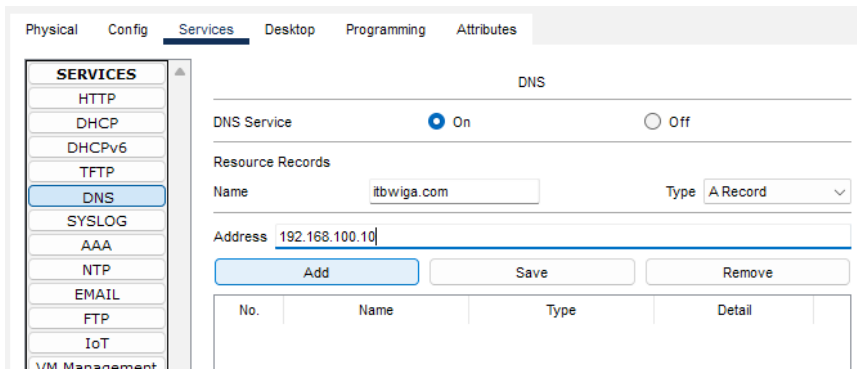 Physical Config Services Desktop Programming Attributes
SERVICES
HTTP
DHCP
DHCPv6
TFTP
DNS
SYSLOG
AAA
NTP
EMAIL
FTP
IoT
VM Management
DNS
DNS Service On Off
Resource Records
Name itbwiga.com Type A Record
Address 192.168.100.10
Add Save Remove
No. Name Type Detail